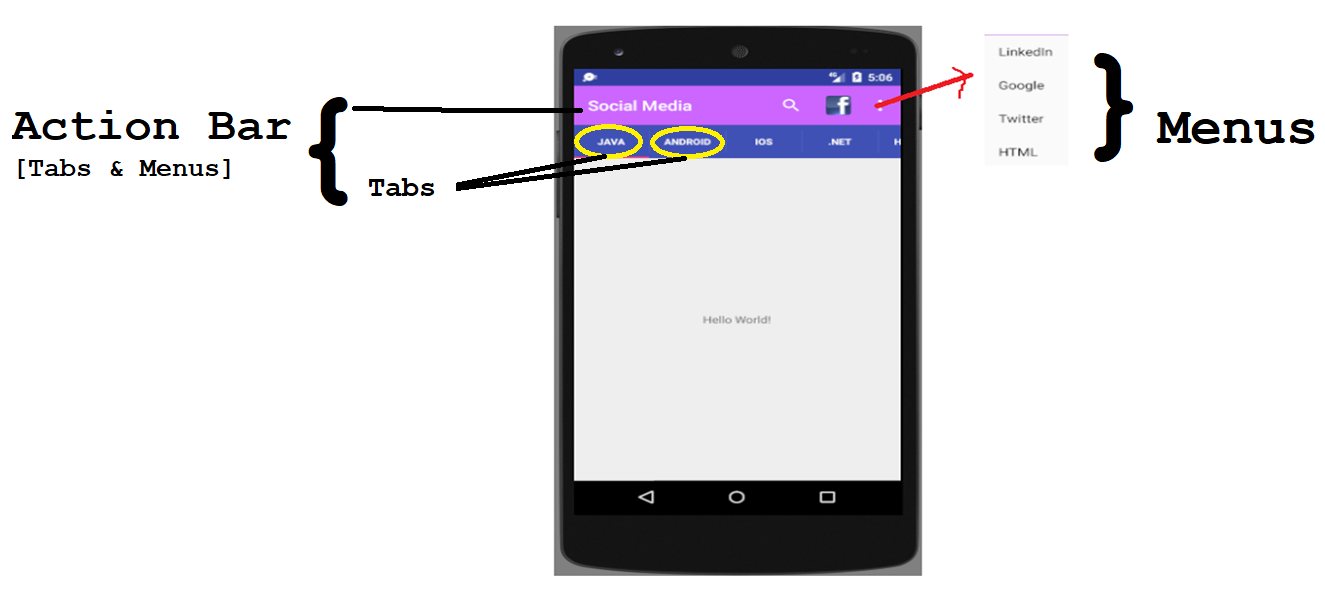 Action Bar
[Tabs & Menus]
Tabs
4G 5:06
Social Media
f
JAVA ANDROID IOS .NET H
Hello World!
LinkedIn
Google
Twitter
HTML
Menus